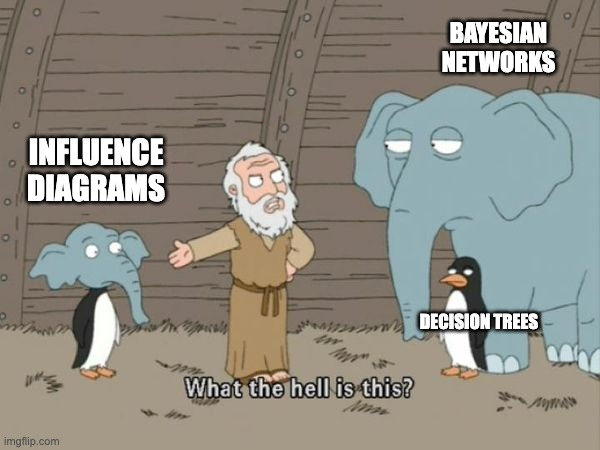 BAYESIAN
NETWORKS
INFLUENCE
DIAGRAMS
DECISION TREES
What the hell is this?
imgflip.com